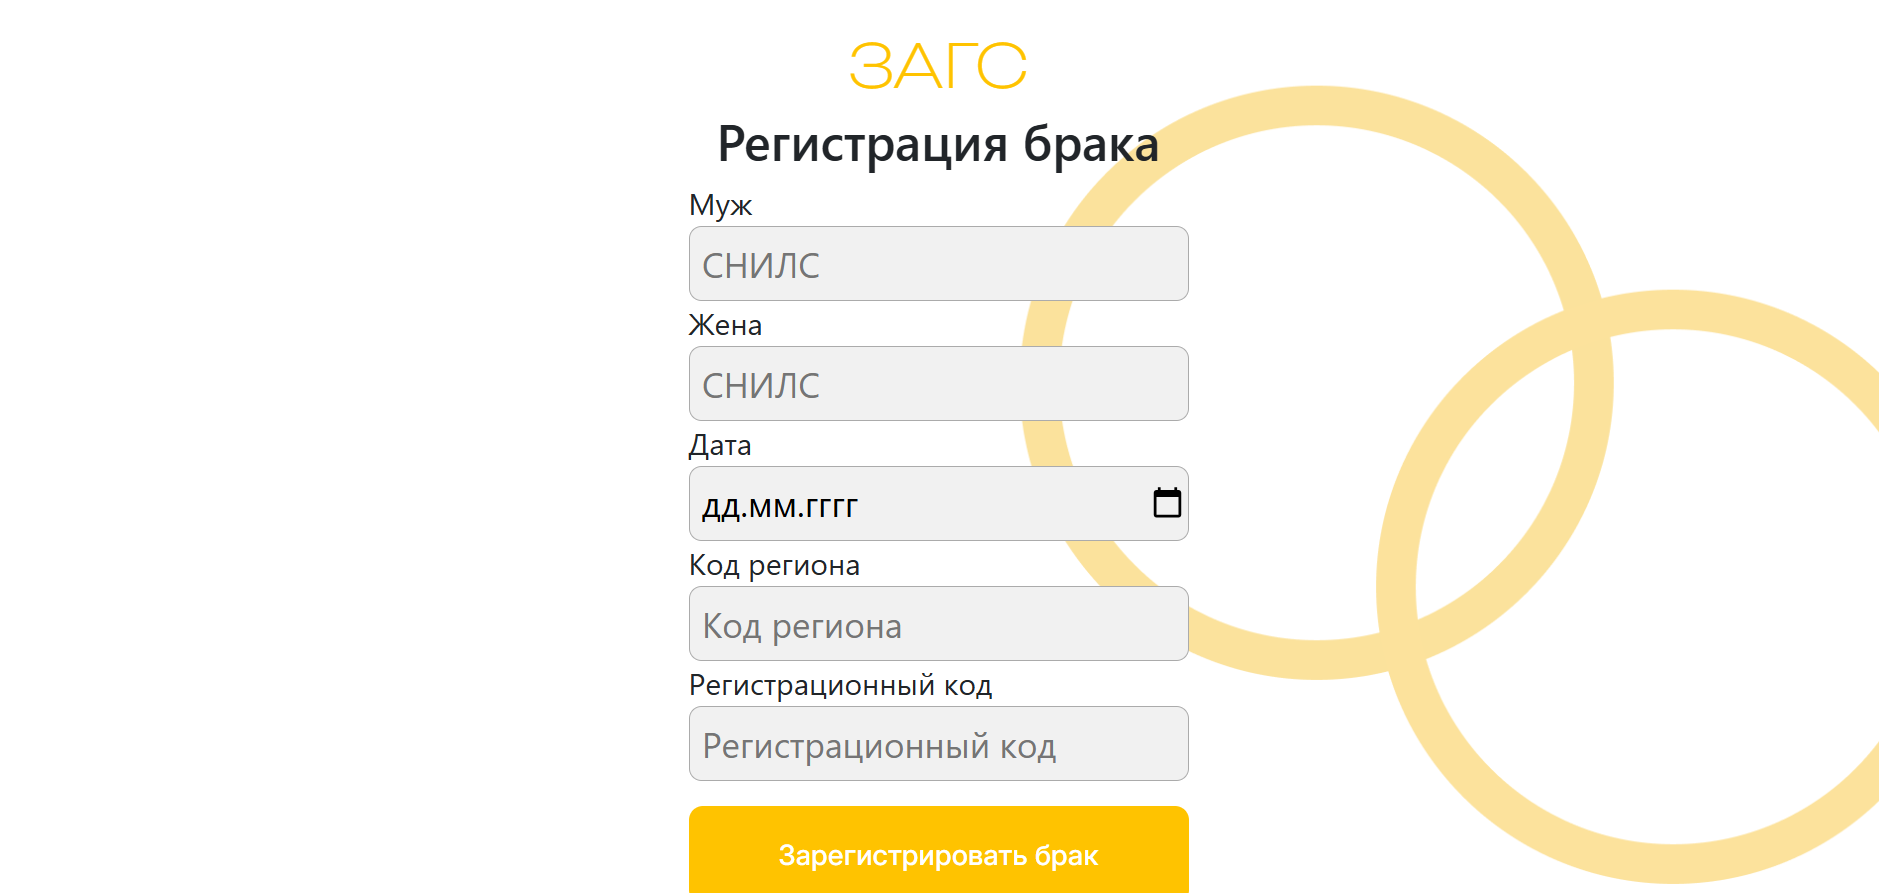 ЗАГС
Регистрация брака
Муж
СНИЛС
Жена
СНИЛС
Дата
дд.мм.гггг
Код региона
Код региона
Регистрационный код
Регистрационный код
Зарегистрировать брак